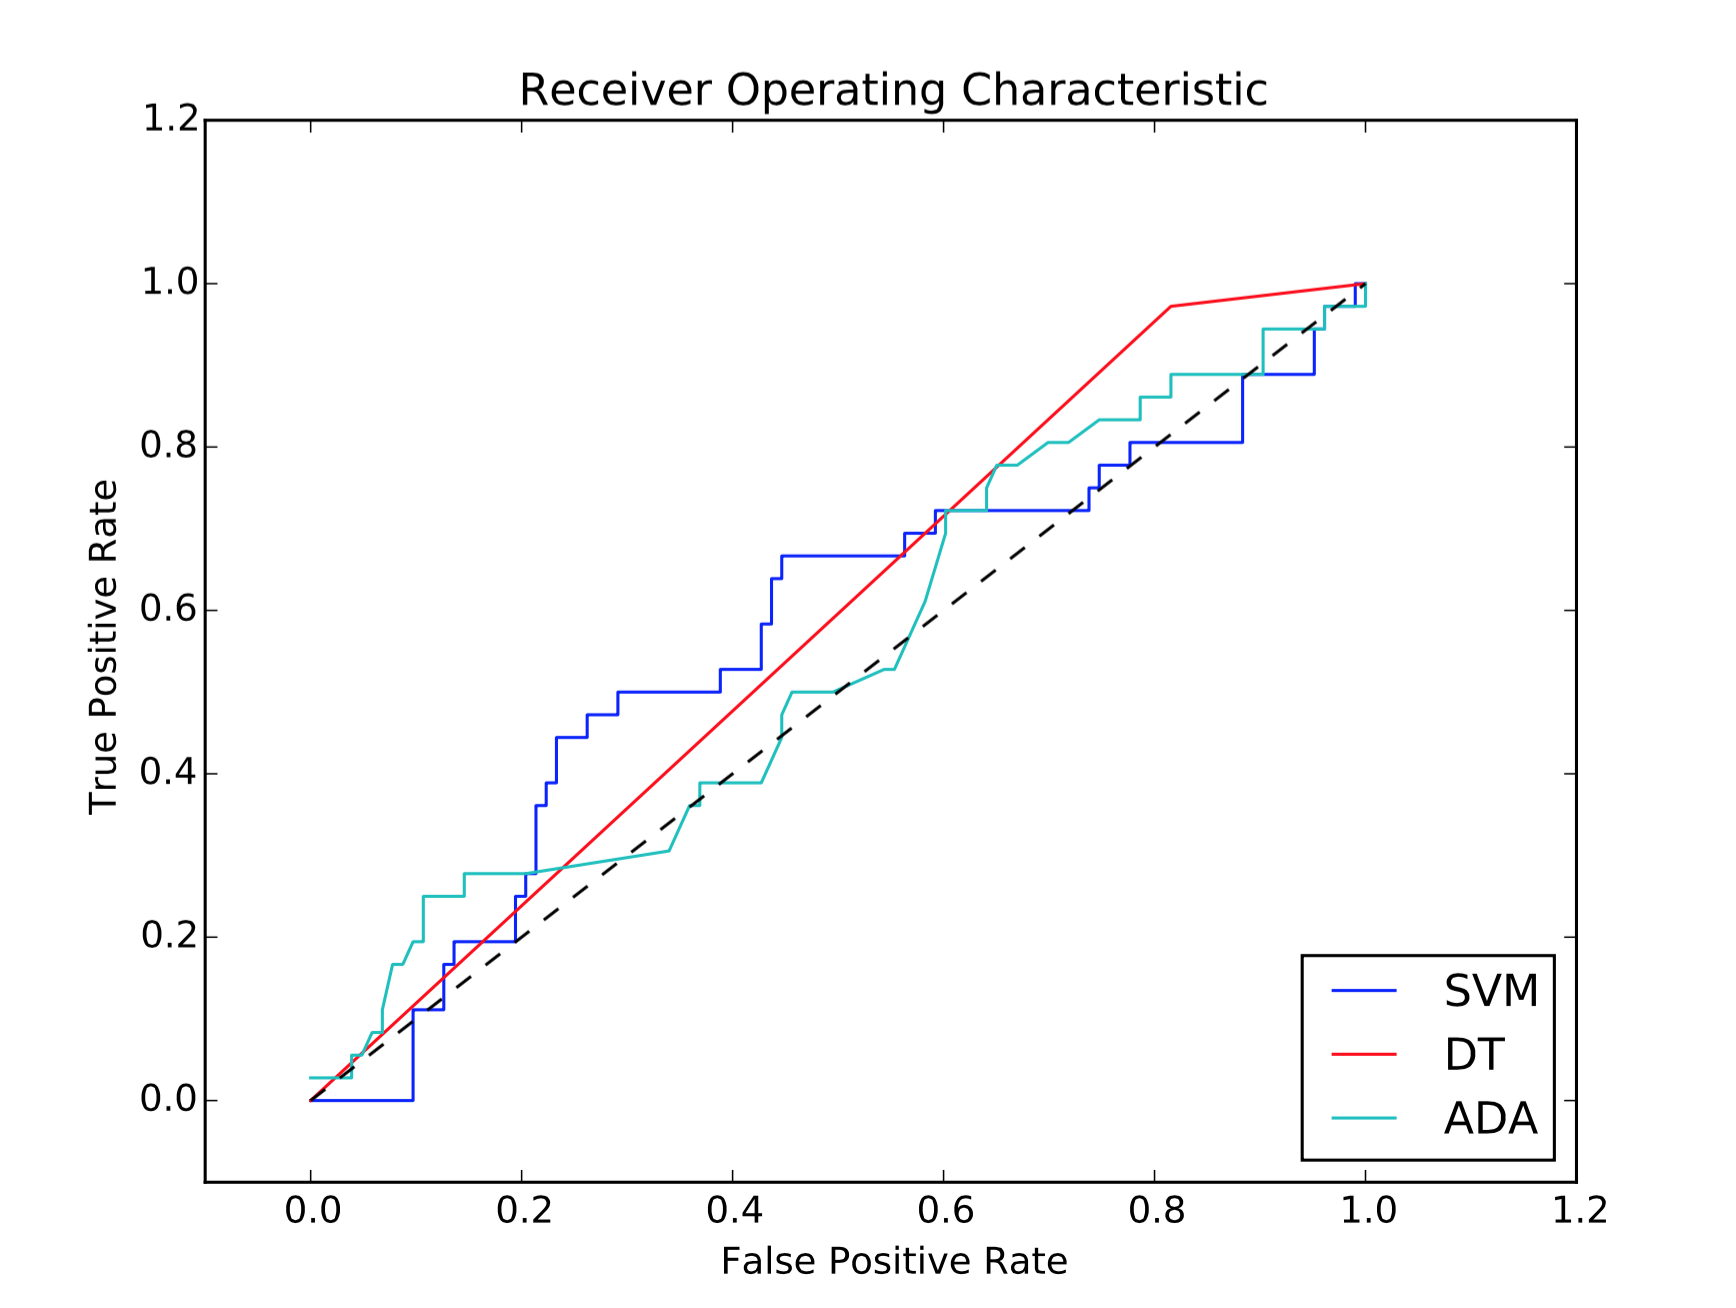 Receiver Operating Characteristic
1.2
1.0
0.8
0.6
0.4
0.2
0.0
True Positive Rate
SVM
DT
ADA
0.0 0.2 0.4 0.6 0.8 1.0 1.2
False Positive Rate